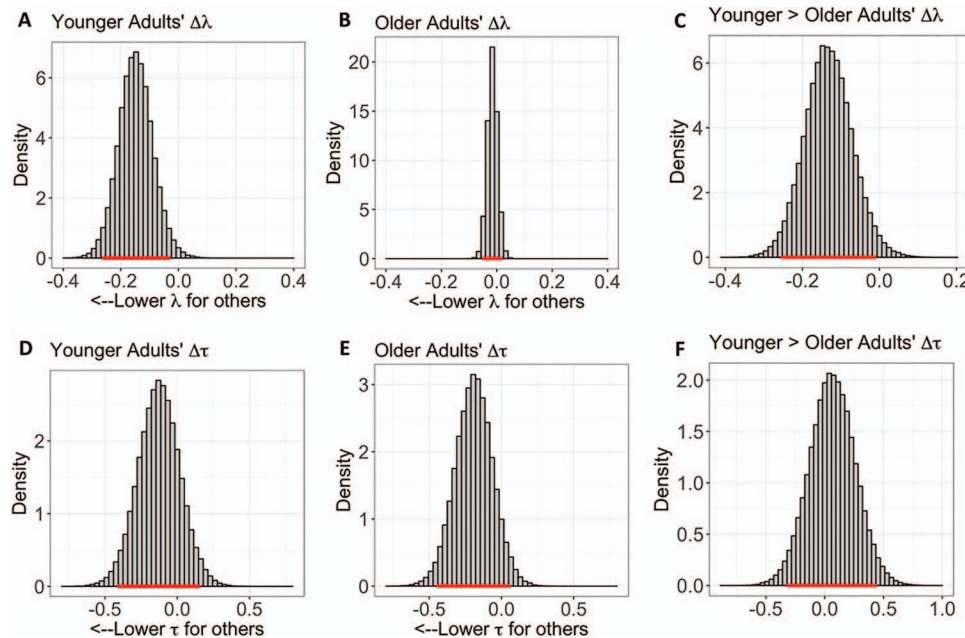 A Younger Adults' Δλ
Density
6
4
2
0
-0.4 -0.2 0.0 0.2 0.4
<--Lower λ for others
B Older Adults' Δλ
Density
20
15
10
5
0
-0.4 -0.2 0.0 0.2 0.4
<--Lower λ for others
C Younger > Older Adults' Δλ
Density
6
4
2
0
-0.4 -0.2 0.0 0.2
D Younger Adults' Δτ
Density
2
1
0
-0.5 0.0 0.5
<--Lower τ for others
E Older Adults' Δτ
Density
3
2
1
0
-0.5 0.0 0.5
<--Lower τ for others
F Younger > Older Adults' Δτ
Density
2.0
1.5
1.0
0.5
0.0
-0.5 0.0 0.5 1.0